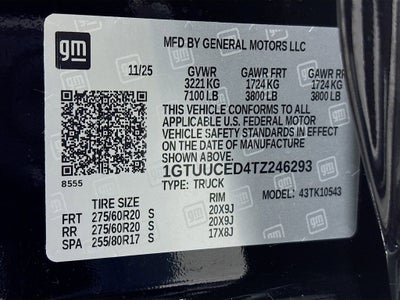 gm
MFD BY GENERAL MOTORS LLC
11/25 GVWR GAWR FRT GAWR RR
3221 KG 1724 KG 1724 KG
7100 LB 3800 LB 3800 LB
THIS VEHICLE CONFORMS TO ALL
APPLICABLE U.S. FEDERAL MOTOR
VEHICLE SAFETY STANDARDS IN EFFECT
ON THE DATE OF MANUFACTURE
SHOWN ABOVE.
8555 1GTUUCED4TZ246293
TYPE: TRUCK MODEL: 43TK10543
TIRE SIZE RIM
FRT 275/60R20 S 20X9J
RR 275/60R20 S 20X9J
SPA 255/80R17 S 17X8J